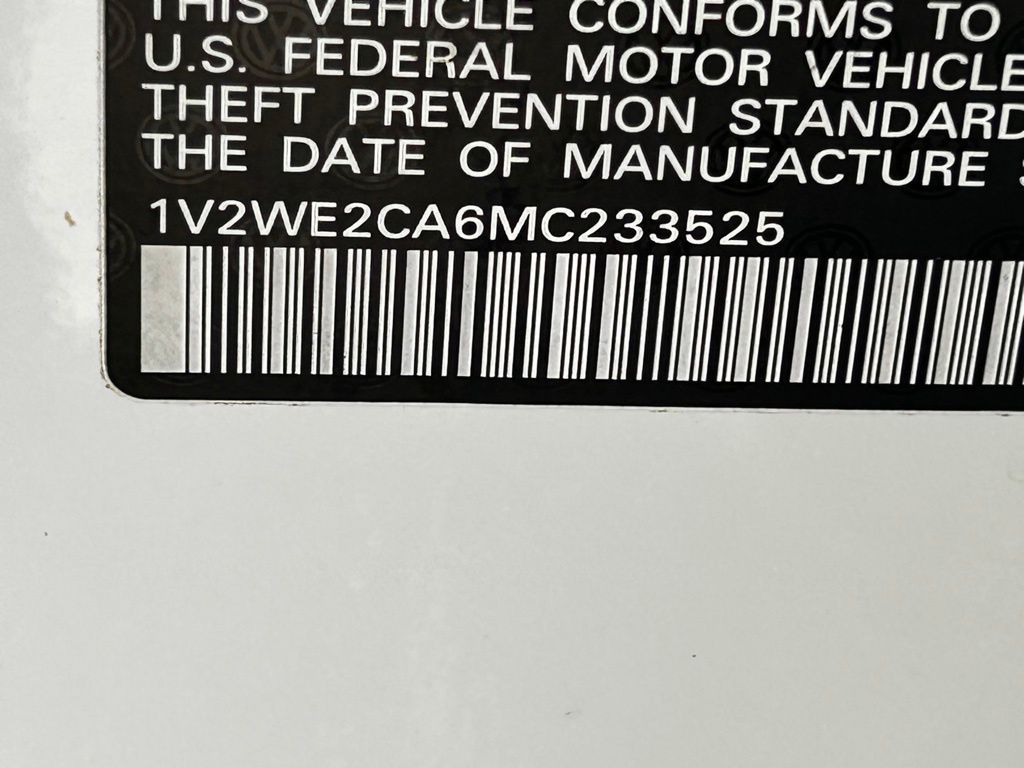 THIS VEHICLE CONFORMS TO
U.S. FEDERAL MOTOR VEHICLE
THEFT PREVENTION STANDARD
THE DATE OF MANUFACTURE
1V2WE2CA6MC233525